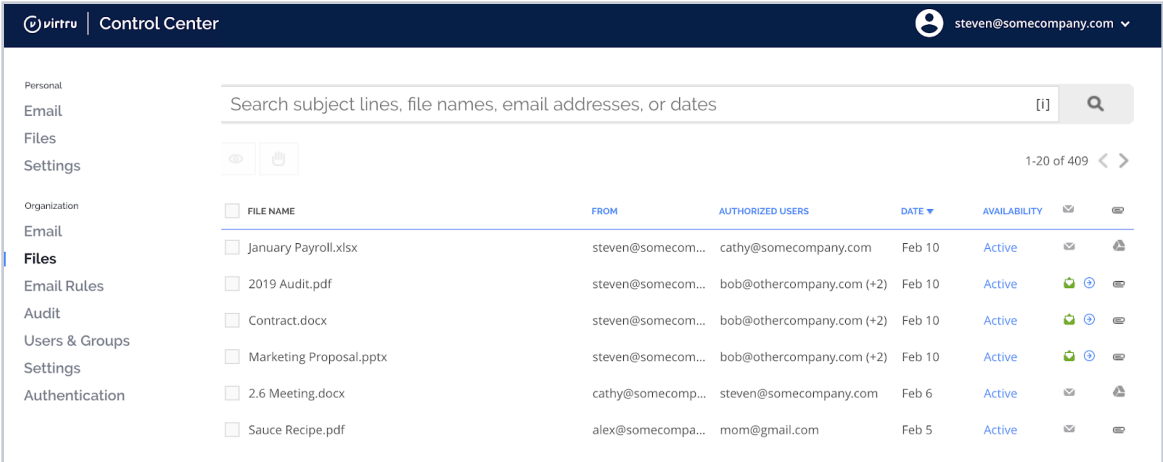 virtru Control Center steven@somecompany.com
Personal
Email
Files
Settings
Organization
Email
Files
Email Rules
Audit
Users & Groups
Settings
Authentication
Search subject lines, file names, email addresses, or dates [i]
1-20 of 409
FILE NAME FROM AUTHORIZED USERS DATE AVAILABILITY
January Payroll.xlsx steven@somecom... cathy@somecompany.com Feb 10 Active
2019 Audit.pdf steven@somecom... bob@othercompany.com (+2) Feb 10 Active
Contract.docx steven@somecom... bob@othercompany.com (+2) Feb 10 Active
Marketing Proposal.pptx steven@somecom... bob@othercompany.com (+2) Feb 10 Active
2.6 Meeting.docx cathy@somecomp... steven@somecompany.com Feb 6 Active
Sauce Recipe.pdf alex@somecompa... mom@gmail.com Feb 5 Active